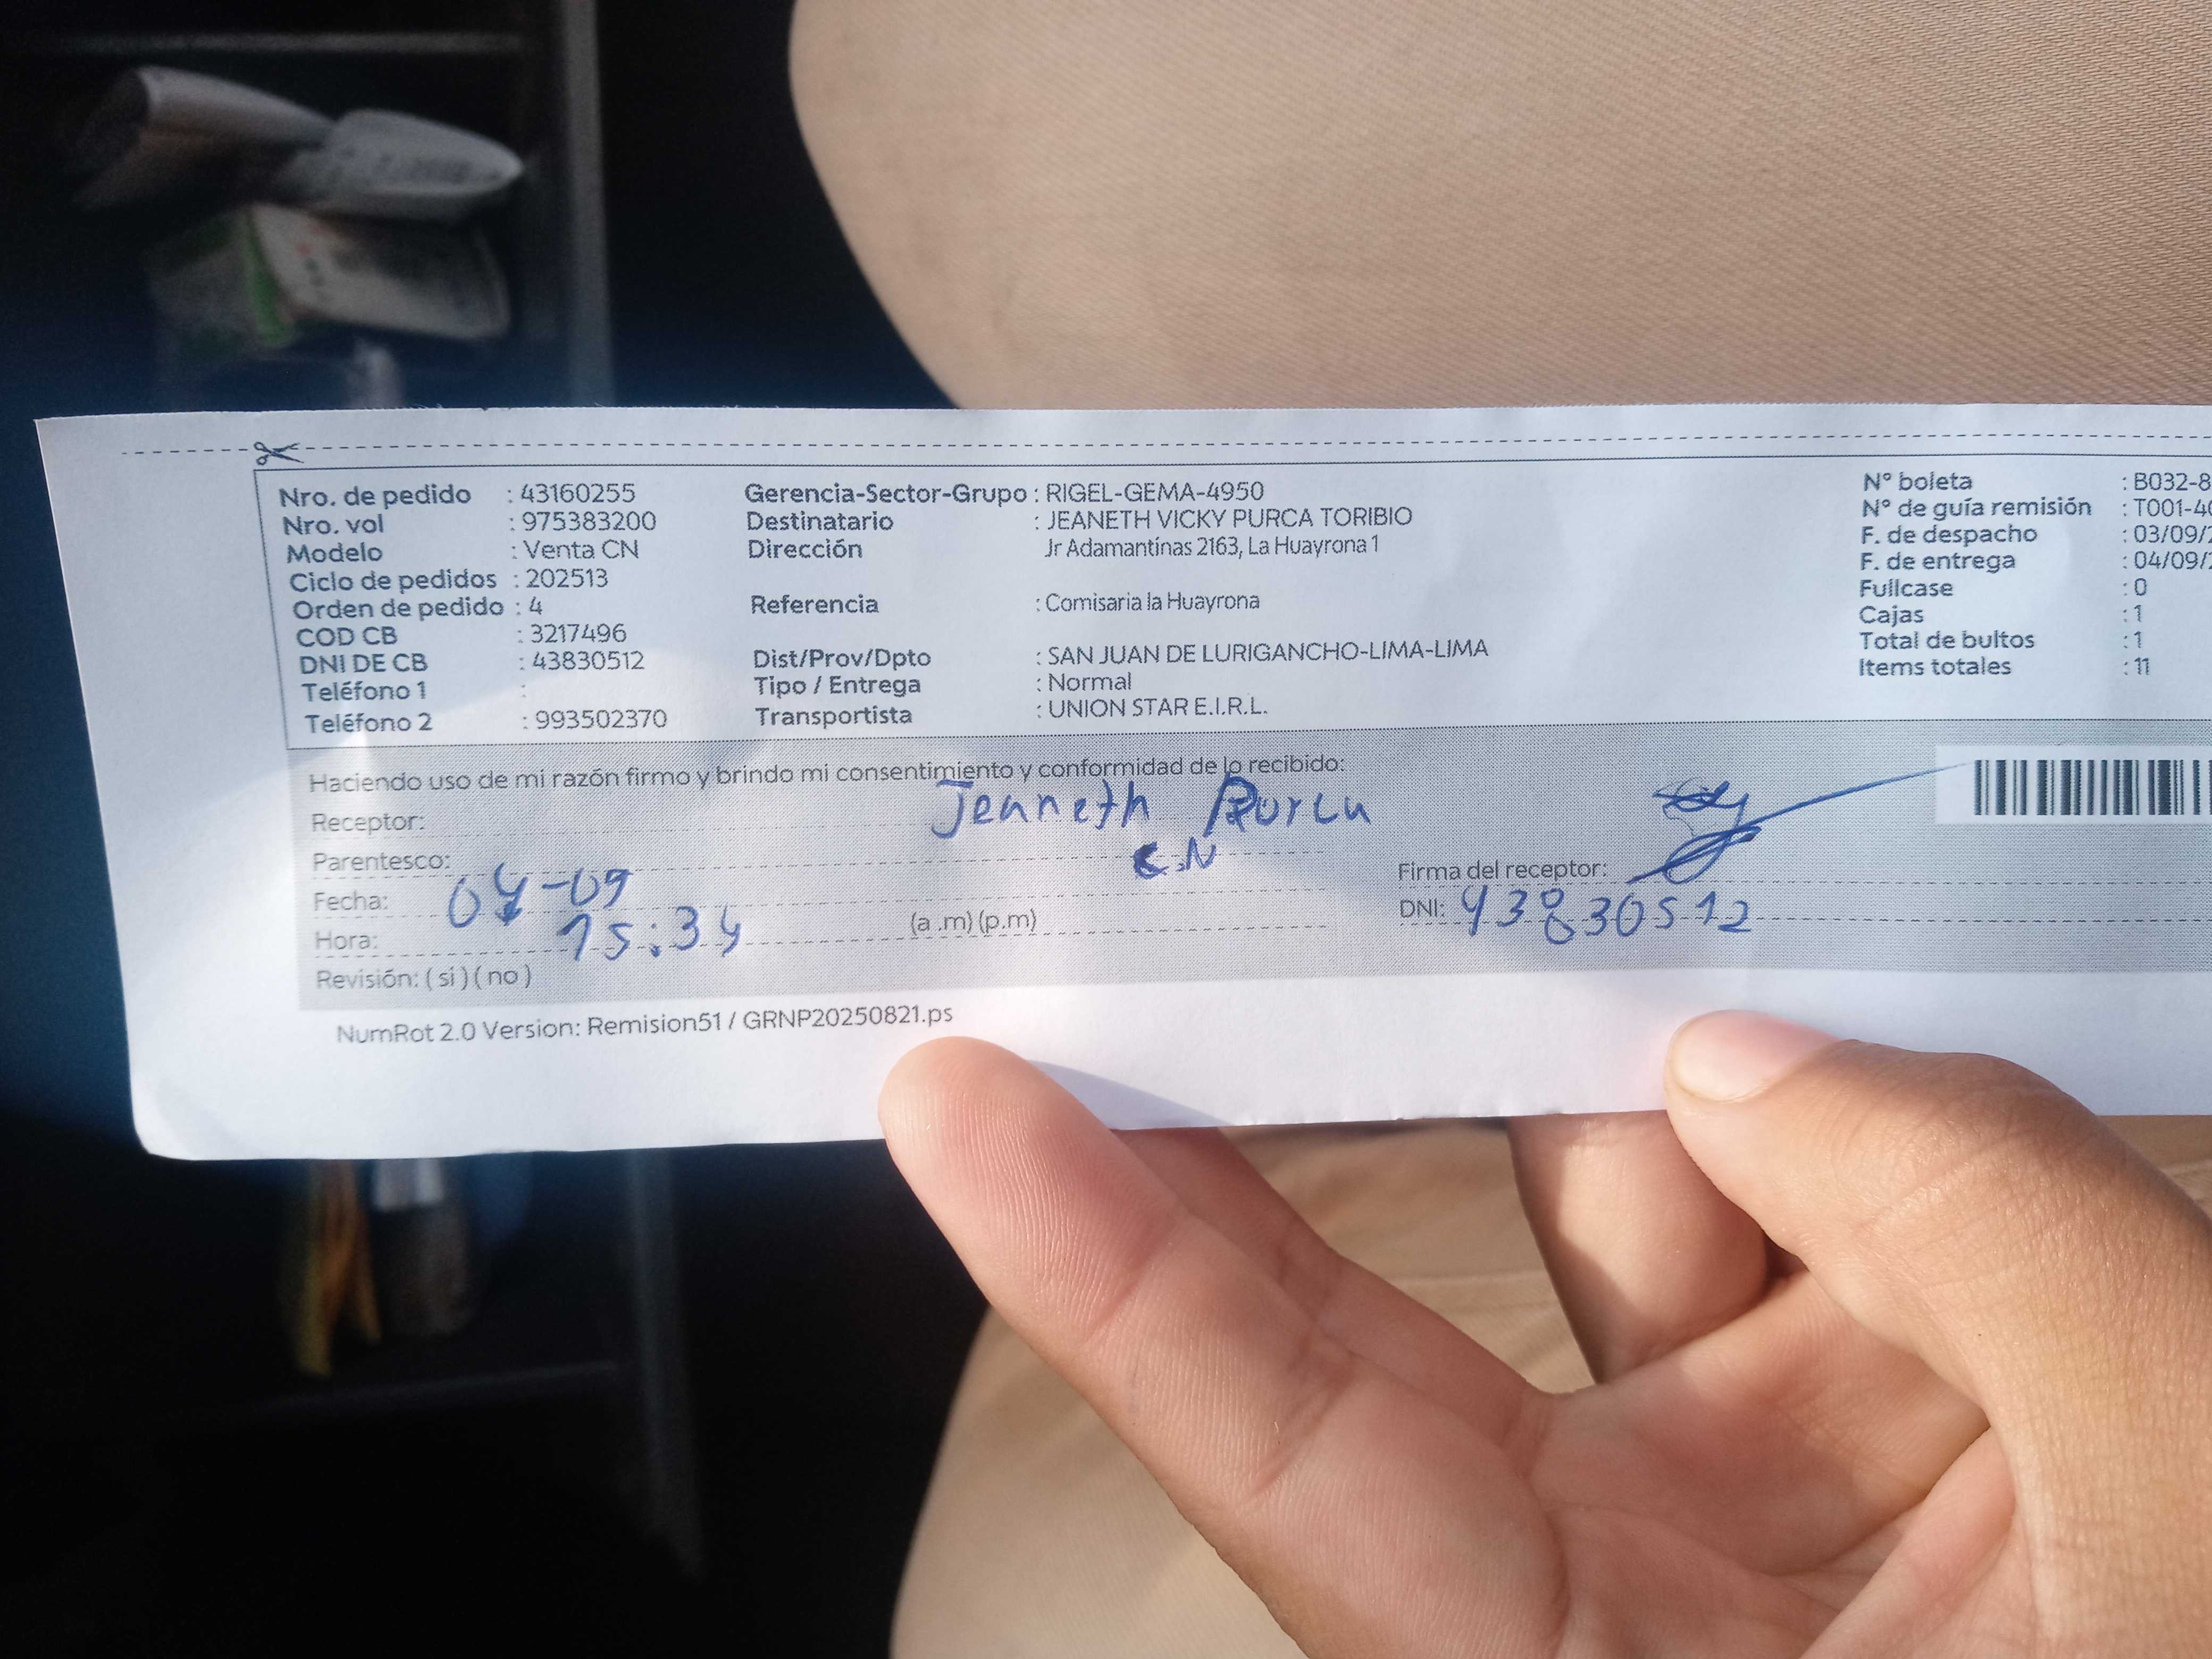 Nro. de pedido : 43160255
Nro. vol : 975383200
Modelo : Venta CN
Ciclo de pedidos : 202513
Orden de pedido : 4
COD CB : 3217496
DNI DE CB : 43830512
Teléfono 1 :
Teléfono 2 : 993502370
Gerencia-Sector-Grupo : RIGEL-GEMA-4950
Destinatario : JEANETH VICKY PURCA TORIBIO
Dirección Jr Adamantinas 2163, La Huayrona 1
Referencia : Comisaria la Huayrona
Dist/Prov/Dpto : SAN JUAN DE LURIGANCHO-LIMA-LIMA
Tipo / Entrega : Normal
Transportista : UNION STAR E.I.R.L.
N° boleta : B032-8
N° de guía remisión : T001-4
F. de despacho : 03/09/
F. de entrega : 04/09/
Fullcase : 0
Cajas : 1
Total de bultos : 1
Items totales : 11
Haciendo uso de mi razón firmo y brindo mi consentimiento y conformidad de lo recibido:
Receptor: Jeaneth Purca
Parentesco: C.N
Fecha: 04-09
Hora: 15:34 (a .m) (p.m)
Revisión: ( si ) ( no )
Firma del receptor:
DNI: 43830512
NumRot 2.0 Version: Remision51 / GRNP20250821.ps